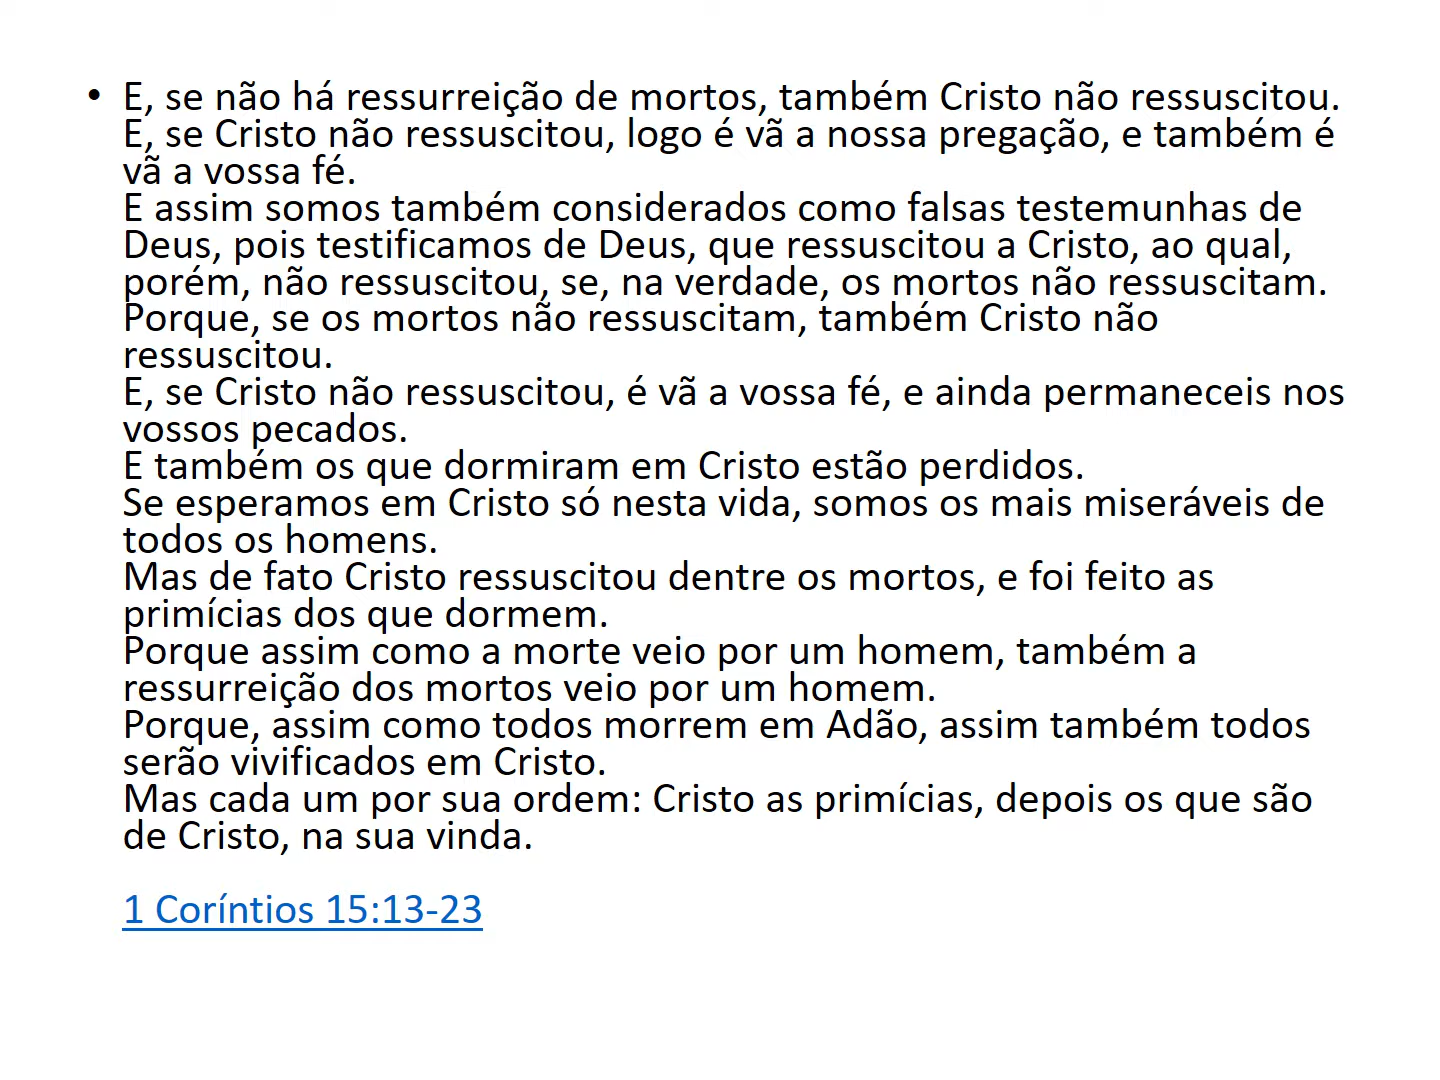 • E, se não há ressurreição de mortos, também Cristo não ressuscitou.
E, se Cristo não ressuscitou, logo é vã a nossa pregação, e também é
vã a vossa fé.
E assim somos também considerados como falsas testemunhas de
Deus, pois testificamos de Deus, que ressuscitou a Cristo, ao qual,
porém, não ressuscitou, se, na verdade, os mortos não ressuscitam.
Porque, se os mortos não ressuscitam, também Cristo não
ressuscitou.
E, se Cristo não ressuscitou, é vã a vossa fé, e ainda permaneceis nos
vossos pecados.
E também os que dormiram em Cristo estão perdidos.
Se esperamos em Cristo só nesta vida, somos os mais miseráveis de
todos os homens.
Mas de fato Cristo ressuscitou dentre os mortos, e foi feito as
primícias dos que dormem.
Porque assim como a morte veio por um homem, também a
ressurreição dos mortos veio por um homem.
Porque, assim como todos morrem em Adão, assim também todos
serão vivificados em Cristo.
Mas cada um por sua ordem: Cristo as primícias, depois os que são
de Cristo, na sua vinda.
1 Coríntios 15:13-23